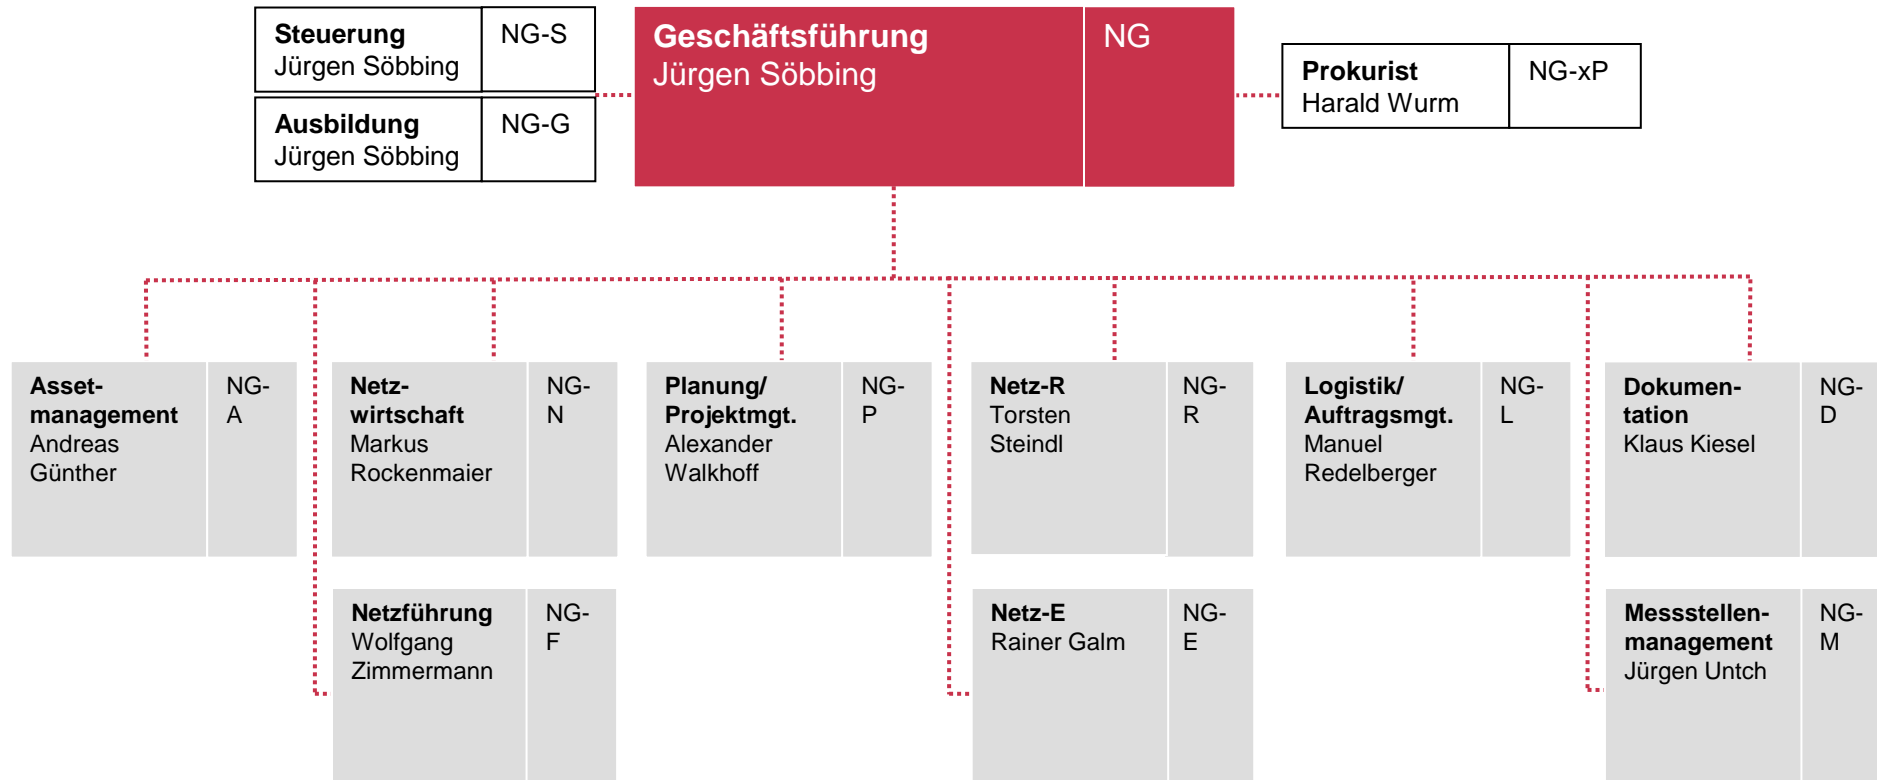 Steuerung
Jürgen Söbbing
NG-S
Ausbildung
Jürgen Söbbing
NG-G
Geschäftsführung
Jürgen Söbbing
NG
Prokurist
Harald Wurm
NG-xP
Asset-
management
Andreas
Günther
NG-
A
Netz-
wirtschaft
Markus
Rockenmaier
NG-
N
Planung/
Projektmgt.
Alexander
Walkhoff
NG-
P
Netz-R
Torsten
Steindl
NG-
R
Logistik/
Auftragsmgt.
Manuel
Redelberger
NG-
L
Dokumen-
tation
Klaus Kiesel
NG-
D
Netzführung
Wolfgang
Zimmermann
NG-
F
Netz-E
Rainer Galm
NG-
E
Messstellen-
management
Jürgen Untch
NG-
M